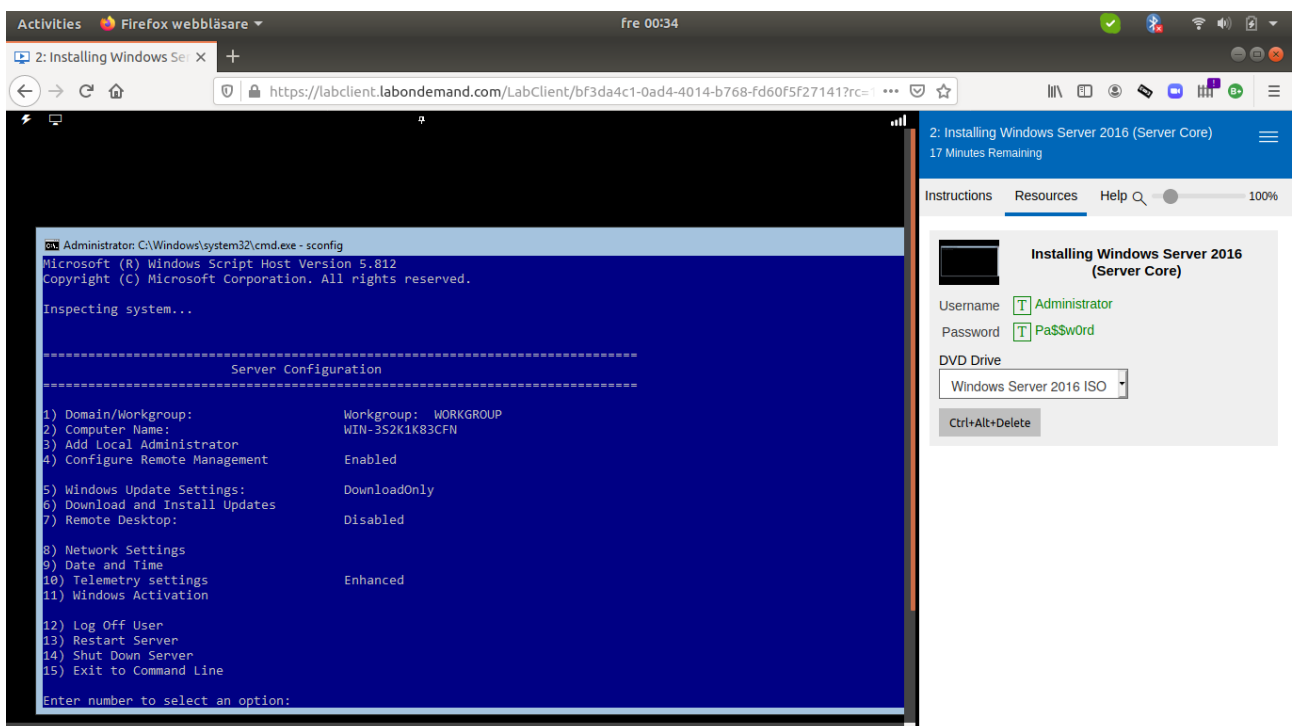 Activities Firefox webbläsare fre 00:34
2: Installing Windows Ser
https://labclient.labondemand.com/LabClient/bf3da4c1-0ad4-4014-b768-fd60f5f27141?rc=
2: Installing Windows Server 2016 (Server Core)
17 Minutes Remaining
Instructions Resources Help 100%
Administrator: C:\Windows\system32\cmd.exe - sconfig
Microsoft (R) Windows Script Host Version 5.812
Copyright (C) Microsoft Corporation. All rights reserved.
Inspecting system...
===============================================================================
Server Configuration
===============================================================================
1) Domain/Workgroup: Workgroup: WORKGROUP
2) Computer Name: WIN-3S2K1K83CFN
3) Add Local Administrator
4) Configure Remote Management Enabled
5) Windows Update Settings: DownloadOnly
6) Download and Install Updates
7) Remote Desktop: Disabled
8) Network Settings
9) Date and Time
10) Telemetry settings Enhanced
11) Windows Activation
12) Log Off User
13) Restart Server
14) Shut Down Server
15) Exit to Command Line
Enter number to select an option:
Installing Windows Server 2016
(Server Core)
Username T Administrator
Password T Pa$$w0rd
DVD Drive
Windows Server 2016 ISO
Ctrl+Alt+Delete